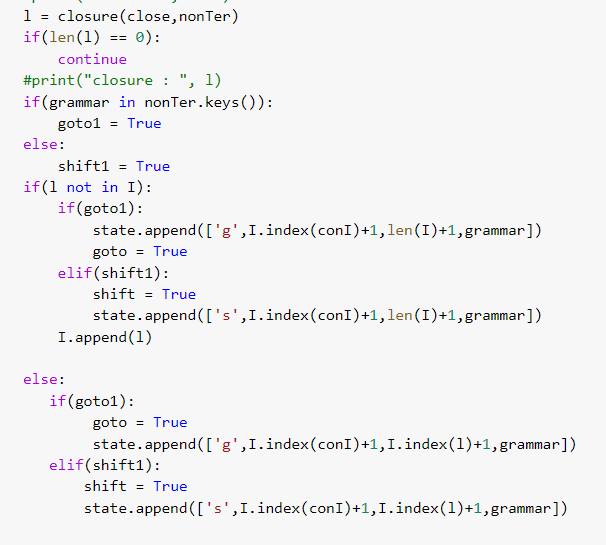 l = closure(close,nonTer)
if(len(l) == 0):
    continue
#print("closure : ", l)
if(grammar in nonTer.keys()):
    goto1 = True
else:
    shift1 = True
if(l not in I):
    if(goto1):
        state.append(['g',I.index(conI)+1,len(I)+1,grammar])
        goto = True
    elif(shift1):
        shift = True
        state.append(['s',I.index(conI)+1,len(I)+1,grammar])
    I.append(l)

else:
   if(goto1):
        goto = True
        state.append(['g',I.index(conI)+1,I.index(l)+1,grammar])
   elif(shift1):
       shift = True
       state.append(['s',I.index(conI)+1,I.index(l)+1,grammar])